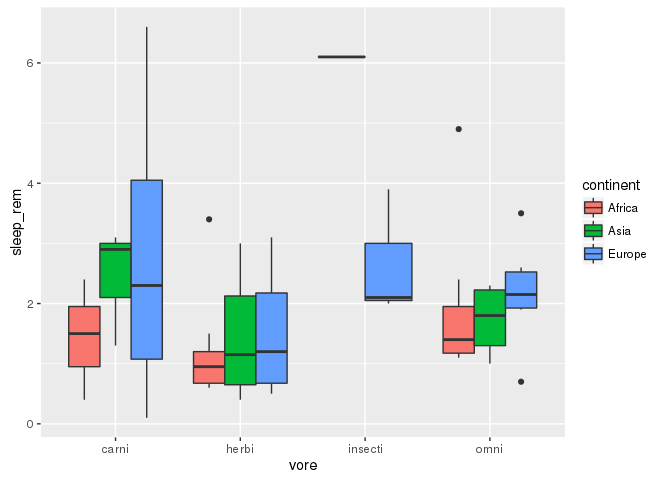 6
4
2
0
sleep_rem
carni herbi insecti omni
vore
continent
Africa
Asia
Europe